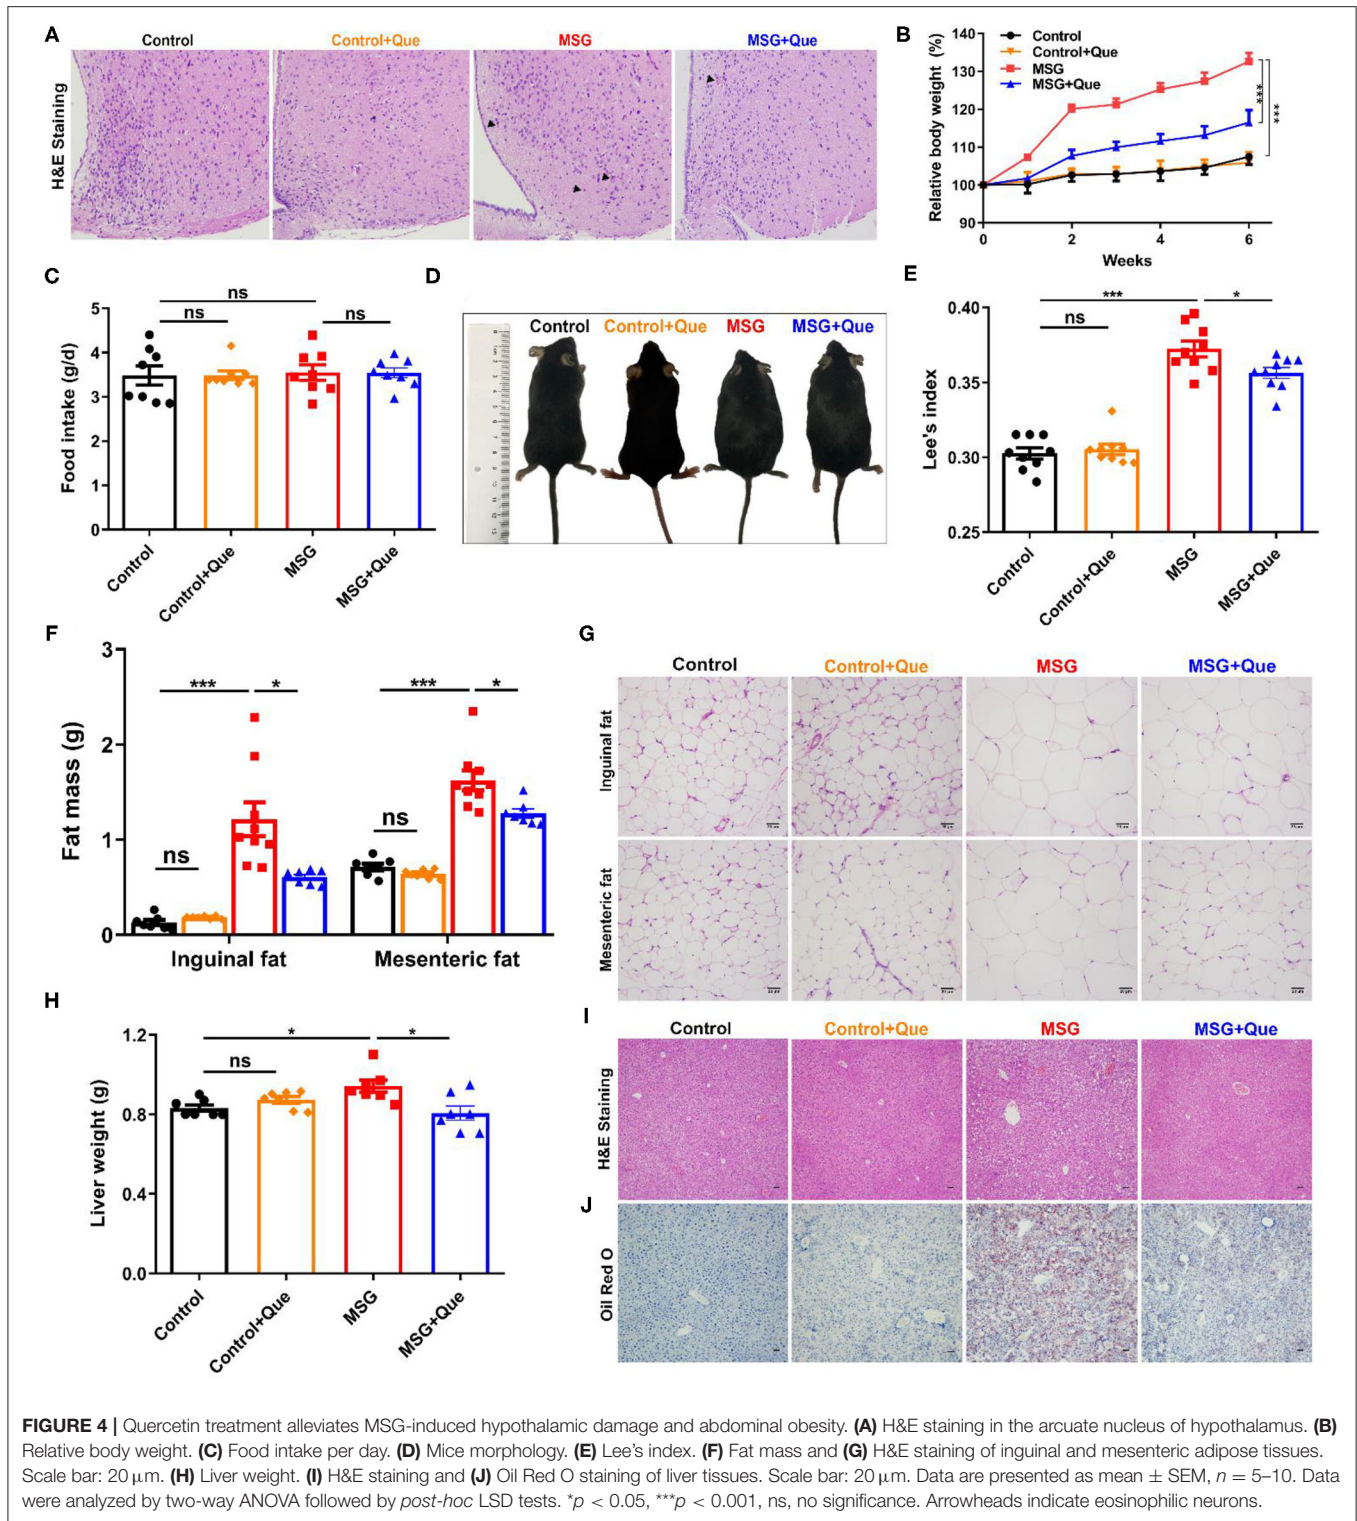 A
Control
Control+Que
MSG
MSG+Que
H&E Staining
B
Relative body weight (%)
140
130
120
110
100
90
Control
Control+Que
MSG
MSG+Que
***
***
0
2
4
6
Weeks
C
Food intake (g/d)
5
4
3
2
1
0
ns
ns
ns
Control
Control+Que
MSG
MSG+Que
D
Control
Control+Que
MSG
MSG+Que
E
Lee's index
0.40
0.35
0.30
0.25
***
*
ns
Control
Control+Que
MSG
MSG+Que
F
Fat mass (g)
3
2
1
0
***
*
ns
***
*
ns
Inguinal fat
Mesenteric fat
G
Control
Control+Que
MSG
MSG+Que
Inguinal fat
Mesenteric fat
H
Liver weight (g)
1.2
0.8
0.4
0.0
*
*
ns
Control
Control+Que
MSG
MSG+Que
I
Control
Control+Que
MSG
MSG+Que
H&E Staining
J
Oil Red O
FIGURE 4 | Quercetin treatment alleviates MSG-induced hypothalamic damage and abdominal obesity. (A) H&E staining in the arcuate nucleus of hypothalamus. (B)
Relative body weight. (C) Food intake per day. (D) Mice morphology. (E) Lee's index. (F) Fat mass and (G) H&E staining of inguinal and mesenteric adipose tissues.
Scale bar: 20 μm. (H) Liver weight. (I) H&E staining and (J) Oil Red O staining of liver tissues. Scale bar: 20 μm. Data are presented as mean ± SEM, n = 5–10. Data
were analyzed by two-way ANOVA followed by post-hoc LSD tests. *p < 0.05, ***p < 0.001, ns, no significance. Arrowheads indicate eosinophilic neurons.